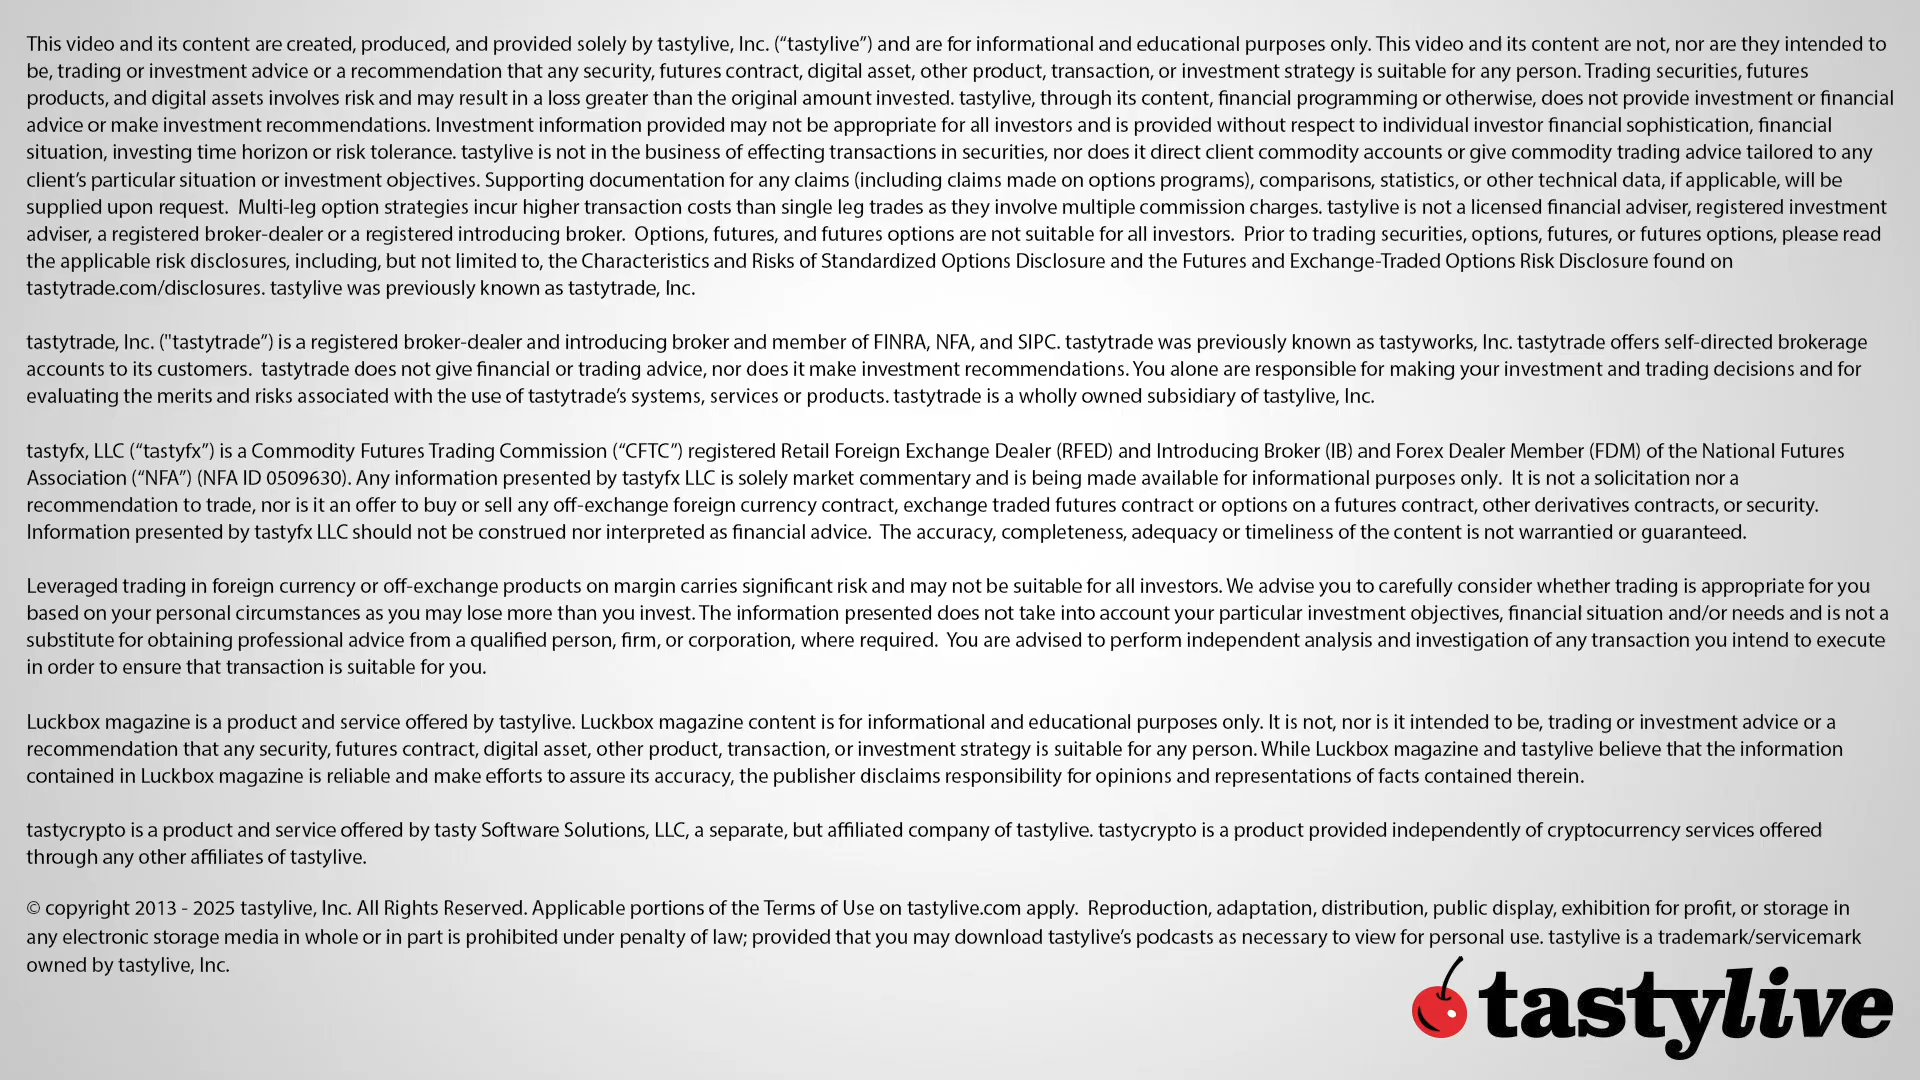 This video and its content are created, produced, and provided solely by tastylive, Inc. (“tastylive”) and are for informational and educational purposes only. This video and its content are not, nor are they intended to
be, trading or investment advice or a recommendation that any security, futures contract, digital asset, other product, transaction, or investment strategy is suitable for any person. Trading securities, futures
products, and digital assets involves risk and may result in a loss greater than the original amount invested. tastylive, through its content, financial programming or otherwise, does not provide investment or financial
advice or make investment recommendations. Investment information provided may not be appropriate for all investors and is provided without respect to individual investor financial sophistication, financial
situation, investing time horizon or risk tolerance. tastylive is not in the business of effecting transactions in securities, nor does it direct client commodity accounts or give commodity trading advice tailored to any
client’s particular situation or investment objectives. Supporting documentation for any claims (including claims made on options programs), comparisons, statistics, or other technical data, if applicable, will be
supplied upon request.  Multi-leg option strategies incur higher transaction costs than single leg trades as they involve multiple commission charges. tastylive is not a licensed financial adviser, registered investment
adviser, a registered broker-dealer or a registered introducing broker.  Options, futures, and futures options are not suitable for all investors.  Prior to trading securities, options, futures, or futures options, please read
the applicable risk disclosures, including, but not limited to, the Characteristics and Risks of Standardized Options Disclosure and the Futures and Exchange-Traded Options Risk Disclosure found on
tastytrade.com/disclosures. tastylive was previously known as tastytrade, Inc.
tastytrade, Inc. ("tastytrade”) is a registered broker-dealer and introducing broker and member of FINRA, NFA, and SIPC. tastytrade was previously known as tastyworks, Inc. tastytrade offers self-directed brokerage
accounts to its customers.  tastytrade does not give financial or trading advice, nor does it make investment recommendations. You alone are responsible for making your investment and trading decisions and for
evaluating the merits and risks associated with the use of tastytrade’s systems, services or products. tastytrade is a wholly owned subsidiary of tastylive, Inc.
tastyfx, LLC (“tastyfx”) is a Commodity Futures Trading Commission (“CFTC”) registered Retail Foreign Exchange Dealer (RFED) and Introducing Broker (IB) and Forex Dealer Member (FDM) of the National Futures
Association (“NFA”) (NFA ID 0509630). Any information presented by tastyfx LLC is solely market commentary and is being made available for informational purposes only.  It is not a solicitation nor a
recommendation to trade, nor is it an offer to buy or sell any off-exchange foreign currency contract, exchange traded futures contract or options on a futures contract, other derivatives contracts, or security.
Information presented by tastyfx LLC should not be construed nor interpreted as financial advice.  The accuracy, completeness, adequacy or timeliness of the content is not warrantied or guaranteed.
Leveraged trading in foreign currency or off-exchange products on margin carries significant risk and may not be suitable for all investors. We advise you to carefully consider whether trading is appropriate for you
based on your personal circumstances as you may lose more than you invest. The information presented does not take into account your particular investment objectives, financial situation and/or needs and is not a
substitute for obtaining professional advice from a qualified person, firm, or corporation, where required.  You are advised to perform independent analysis and investigation of any transaction you intend to execute
in order to ensure that transaction is suitable for you.
Luckbox magazine is a product and service offered by tastylive. Luckbox magazine content is for informational and educational purposes only. It is not, nor is it intended to be, trading or investment advice or a
recommendation that any security, futures contract, digital asset, other product, transaction, or investment strategy is suitable for any person. While Luckbox magazine and tastylive believe that the information
contained in Luckbox magazine is reliable and make efforts to assure its accuracy, the publisher disclaims responsibility for opinions and representations of facts contained therein.
tastycrypto is a product and service offered by tasty Software Solutions, LLC, a separate, but affiliated company of tastylive. tastycrypto is a product provided independently of cryptocurrency services offered
through any other affiliates of tastylive.
© copyright 2013 - 2025 tastylive, Inc. All Rights Reserved. Applicable portions of the Terms of Use on tastylive.com apply.  Reproduction, adaptation, distribution, public display, exhibition for profit, or storage in
any electronic storage media in whole or in part is prohibited under penalty of law; provided that you may download tastylive’s podcasts as necessary to view for personal use. tastylive is a trademark/servicemark
owned by tastylive, Inc.
tastylive